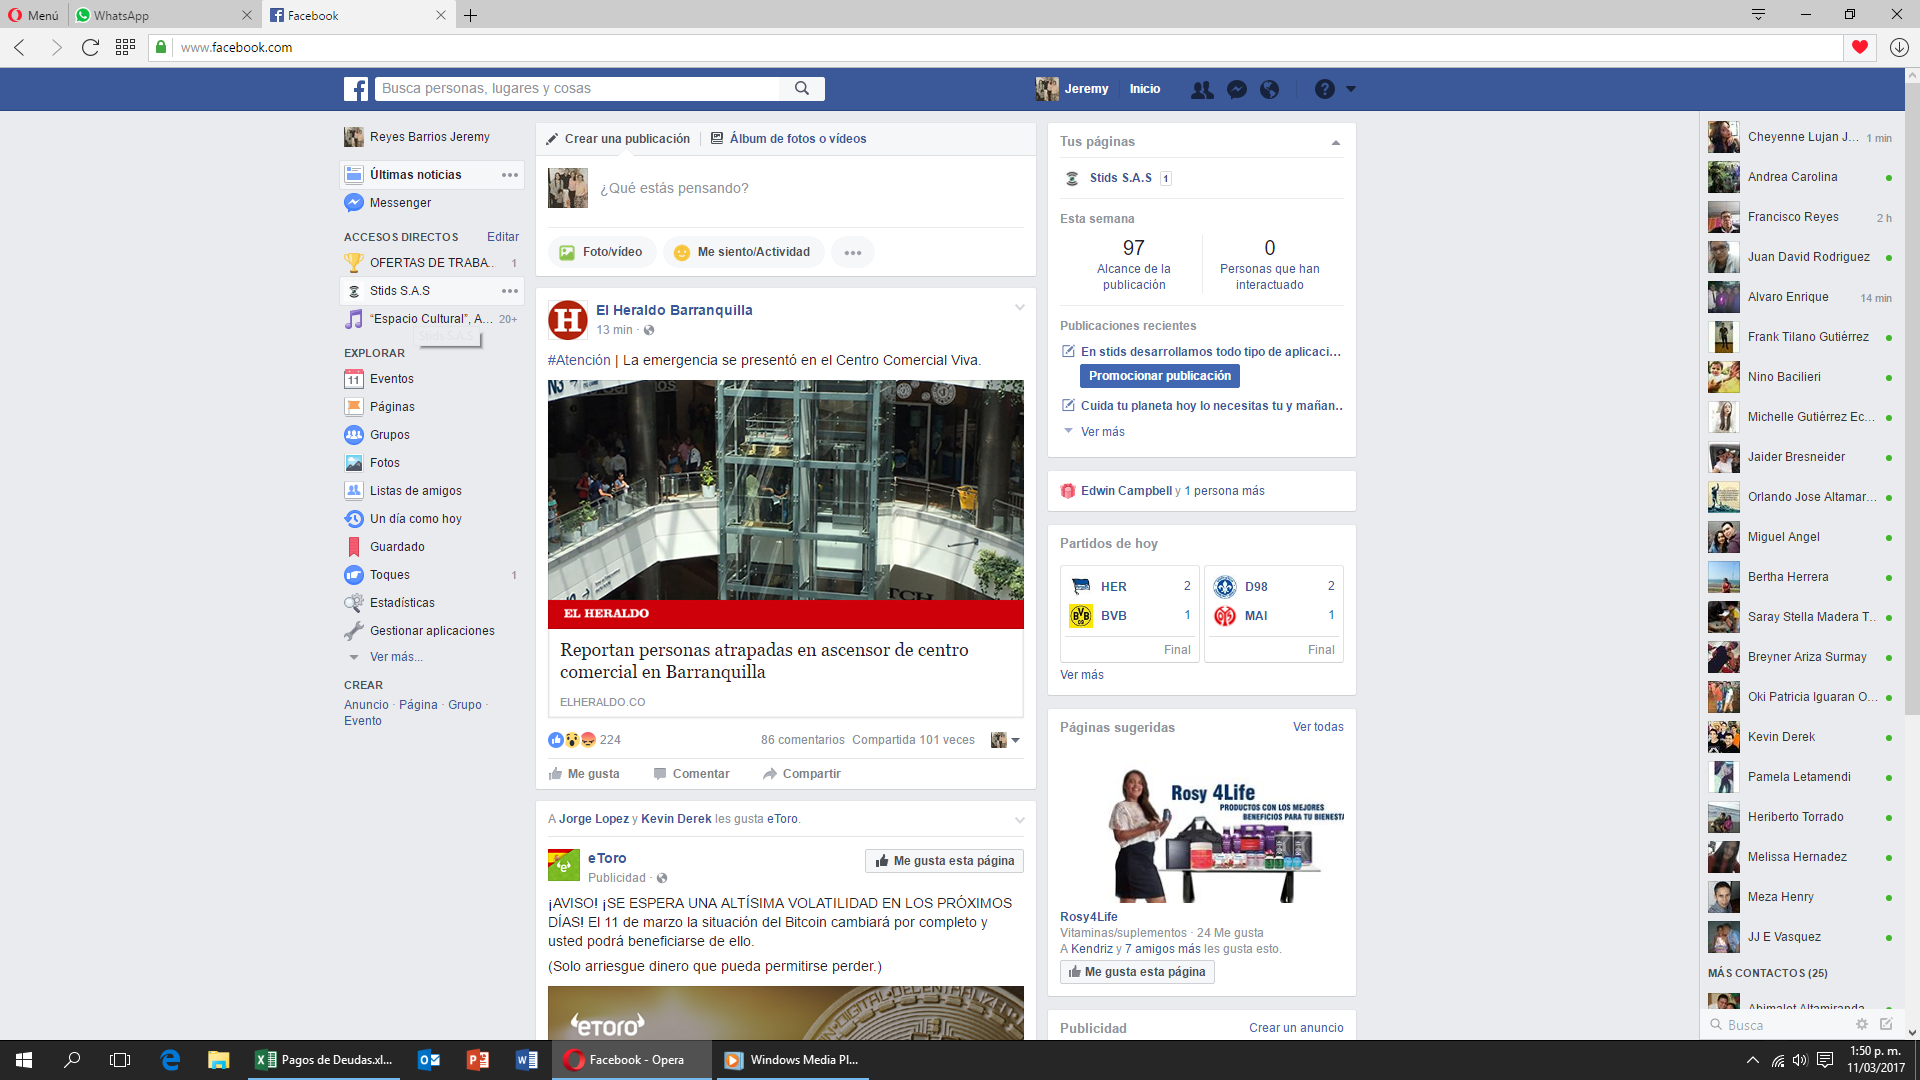 Menú
WhatsApp
Facebook
www.facebook.com
Busca personas, lugares y cosas
Jeremy
Inicio
Reyes Barrios Jeremy
Últimas noticias
Messenger
ACCESOS DIRECTOS
Editar
OFERTAS DE TRABA..
1
Stids S.A.S
“Espacio Cultural”, A...
20+
Stids S.A.S
EXPLORAR
11
Eventos
Páginas
Grupos
Fotos
Listas de amigos
Un día como hoy
Guardado
Toques
1
Estadísticas
Gestionar aplicaciones
Ver más...
CREAR
Anuncio · Página · Grupo ·
Evento
Crear una publicación
Álbum de fotos o vídeos
¿Qué estás pensando?
Foto/vídeo
Me siento/Actividad
H
El Heraldo Barranquilla
13 min ·
#Atención | La emergencia se presentó en el Centro Comercial Viva.
EL HERALDO
Reportan personas atrapadas en ascensor de centro
comercial en Barranquilla
ELHERALDO.CO
224
86 comentarios Compartida 101 veces
Me gusta
Comentar
Compartir
A Jorge Lopez y Kevin Derek les gusta eToro.
eToro
Publicidad ·
Me gusta esta página
¡AVISO! ¡SE ESPERA UNA ALTÍSIMA VOLATILIDAD EN LOS PRÓXIMOS
DÍAS! El 11 de marzo la situación del Bitcoin cambiará por completo y
usted podrá beneficiarse de ello.
(Solo arriesgue dinero que pueda permitirse perder.)
eTORO
DIGITAL DECENTRALIZ
Tus páginas
Stids S.A.S
1
Esta semana
97
Alcance de la
publicación
0
Personas que han
interactuado
Publicaciones recientes
En stids desarrollamos todo tipo de aplicaci...
Promocionar publicación
Cuida tu planeta hoy lo necesitas tu y mañan..
Ver más
Edwin Campbell y 1 persona más
Partidos de hoy
HER 2
BVB 1
Final
D98 2
MAI 1
Final
Ver más
Páginas sugeridas
Ver todas
Rosy 4Life
PRODUCTOS CON LOS MEJORES
BENEFICIOS PARA TU BIENESTA
Rosy4Life
Vitaminas/suplementos · 24 Me gusta
A Kendriz y 7 amigos más les gusta esto.
Me gusta esta página
Publicidad
Crear un anuncio
Cheyenne Lujan J... 1 min
Andrea Carolina
Francisco Reyes 2 h
Juan David Rodriguez
Alvaro Enrique 14 min
Frank Tilano Gutiérrez
Nino Bacilieri
Michelle Gutiérrez Ec...
Jaider Bresneider
Orlando Jose Altamar...
Miguel Angel
Bertha Herrera
Saray Stella Madera T...
Breyner Ariza Surmay
Oki Patricia Iguaran O...
Kevin Derek
Pamela Letamendi
Heriberto Torrado
Melissa Hernadez
Meza Henry
JJ E Vasquez
MÁS CONTACTOS (25)
Abimalet Altamiranda
Busca
Pagos de Deudas.xl...
Facebook - Opera
Windows Media Pl...
1:50 p. m.
11/03/2017